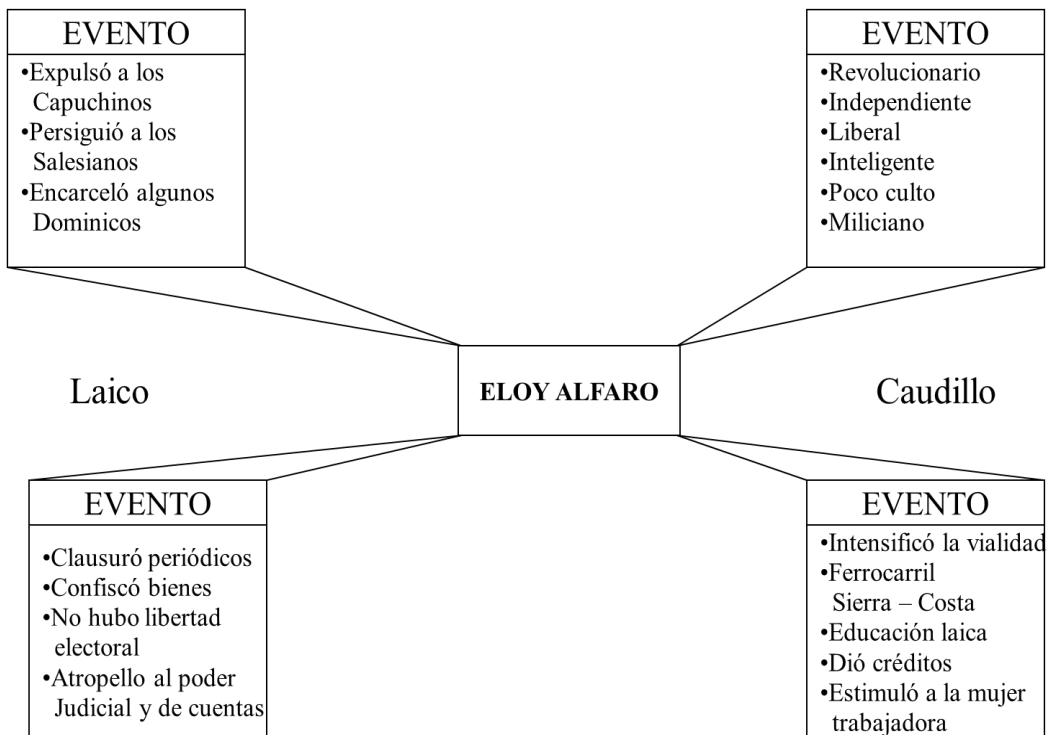 EVENTO
•Expulsó a los
Capuchinos
•Persiguió a los
Salesianos
•Encarceló algunos
Dominicos
EVENTO
•Revolucionario
•Independiente
•Liberal
•Inteligente
•Poco culto
•Miliciano
Laico
ELOY ALFARO
Caudillo
EVENTO
•Clausuró periódicos
•Confiscó bienes
•No hubo libertad
electoral
•Atropello al poder
Judicial y de cuentas
EVENTO
•Intensificó la vialidad
•Ferrocarril
Sierra – Costa
•Educación laica
•Dió créditos
•Estimuló a la mujer
trabajadora